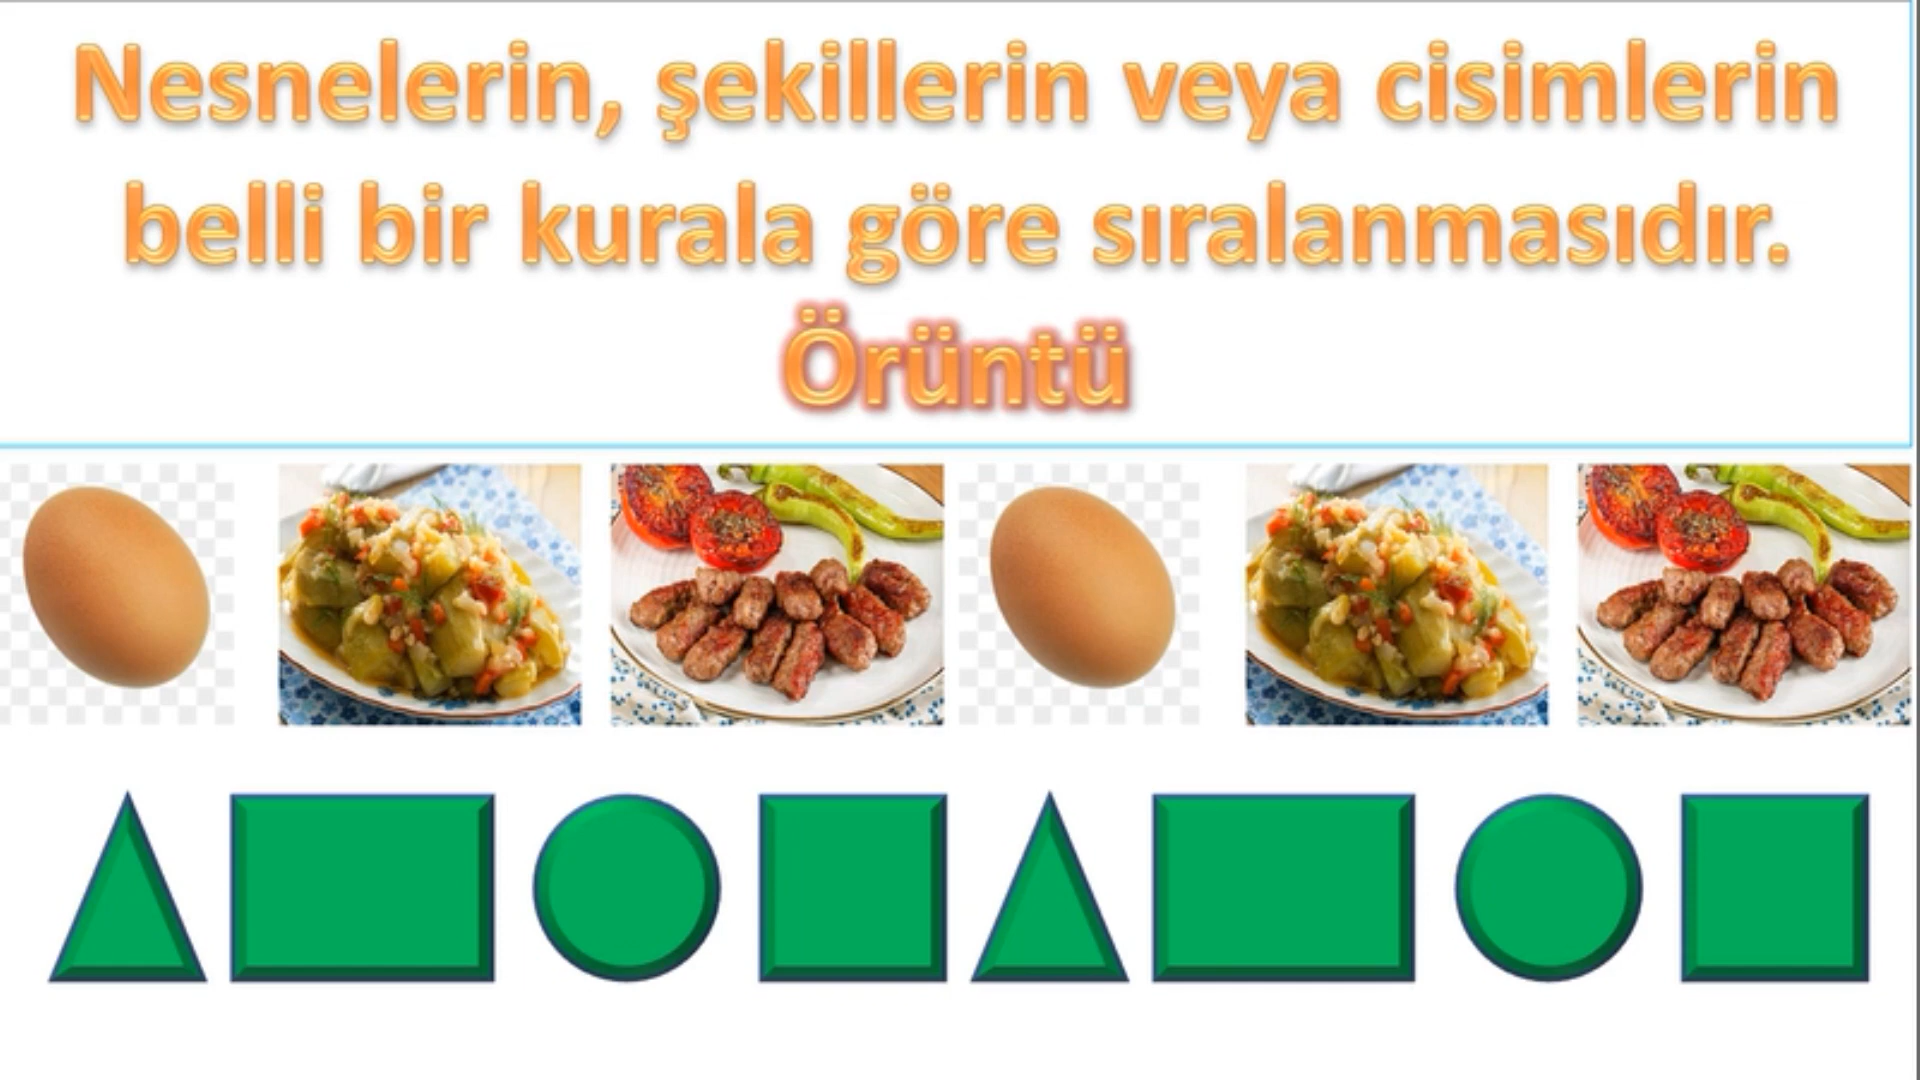 Nesnelerin, şekillerin veya cisimlerin
belli bir kurala göre sıralanmasıdır.
Örüntü